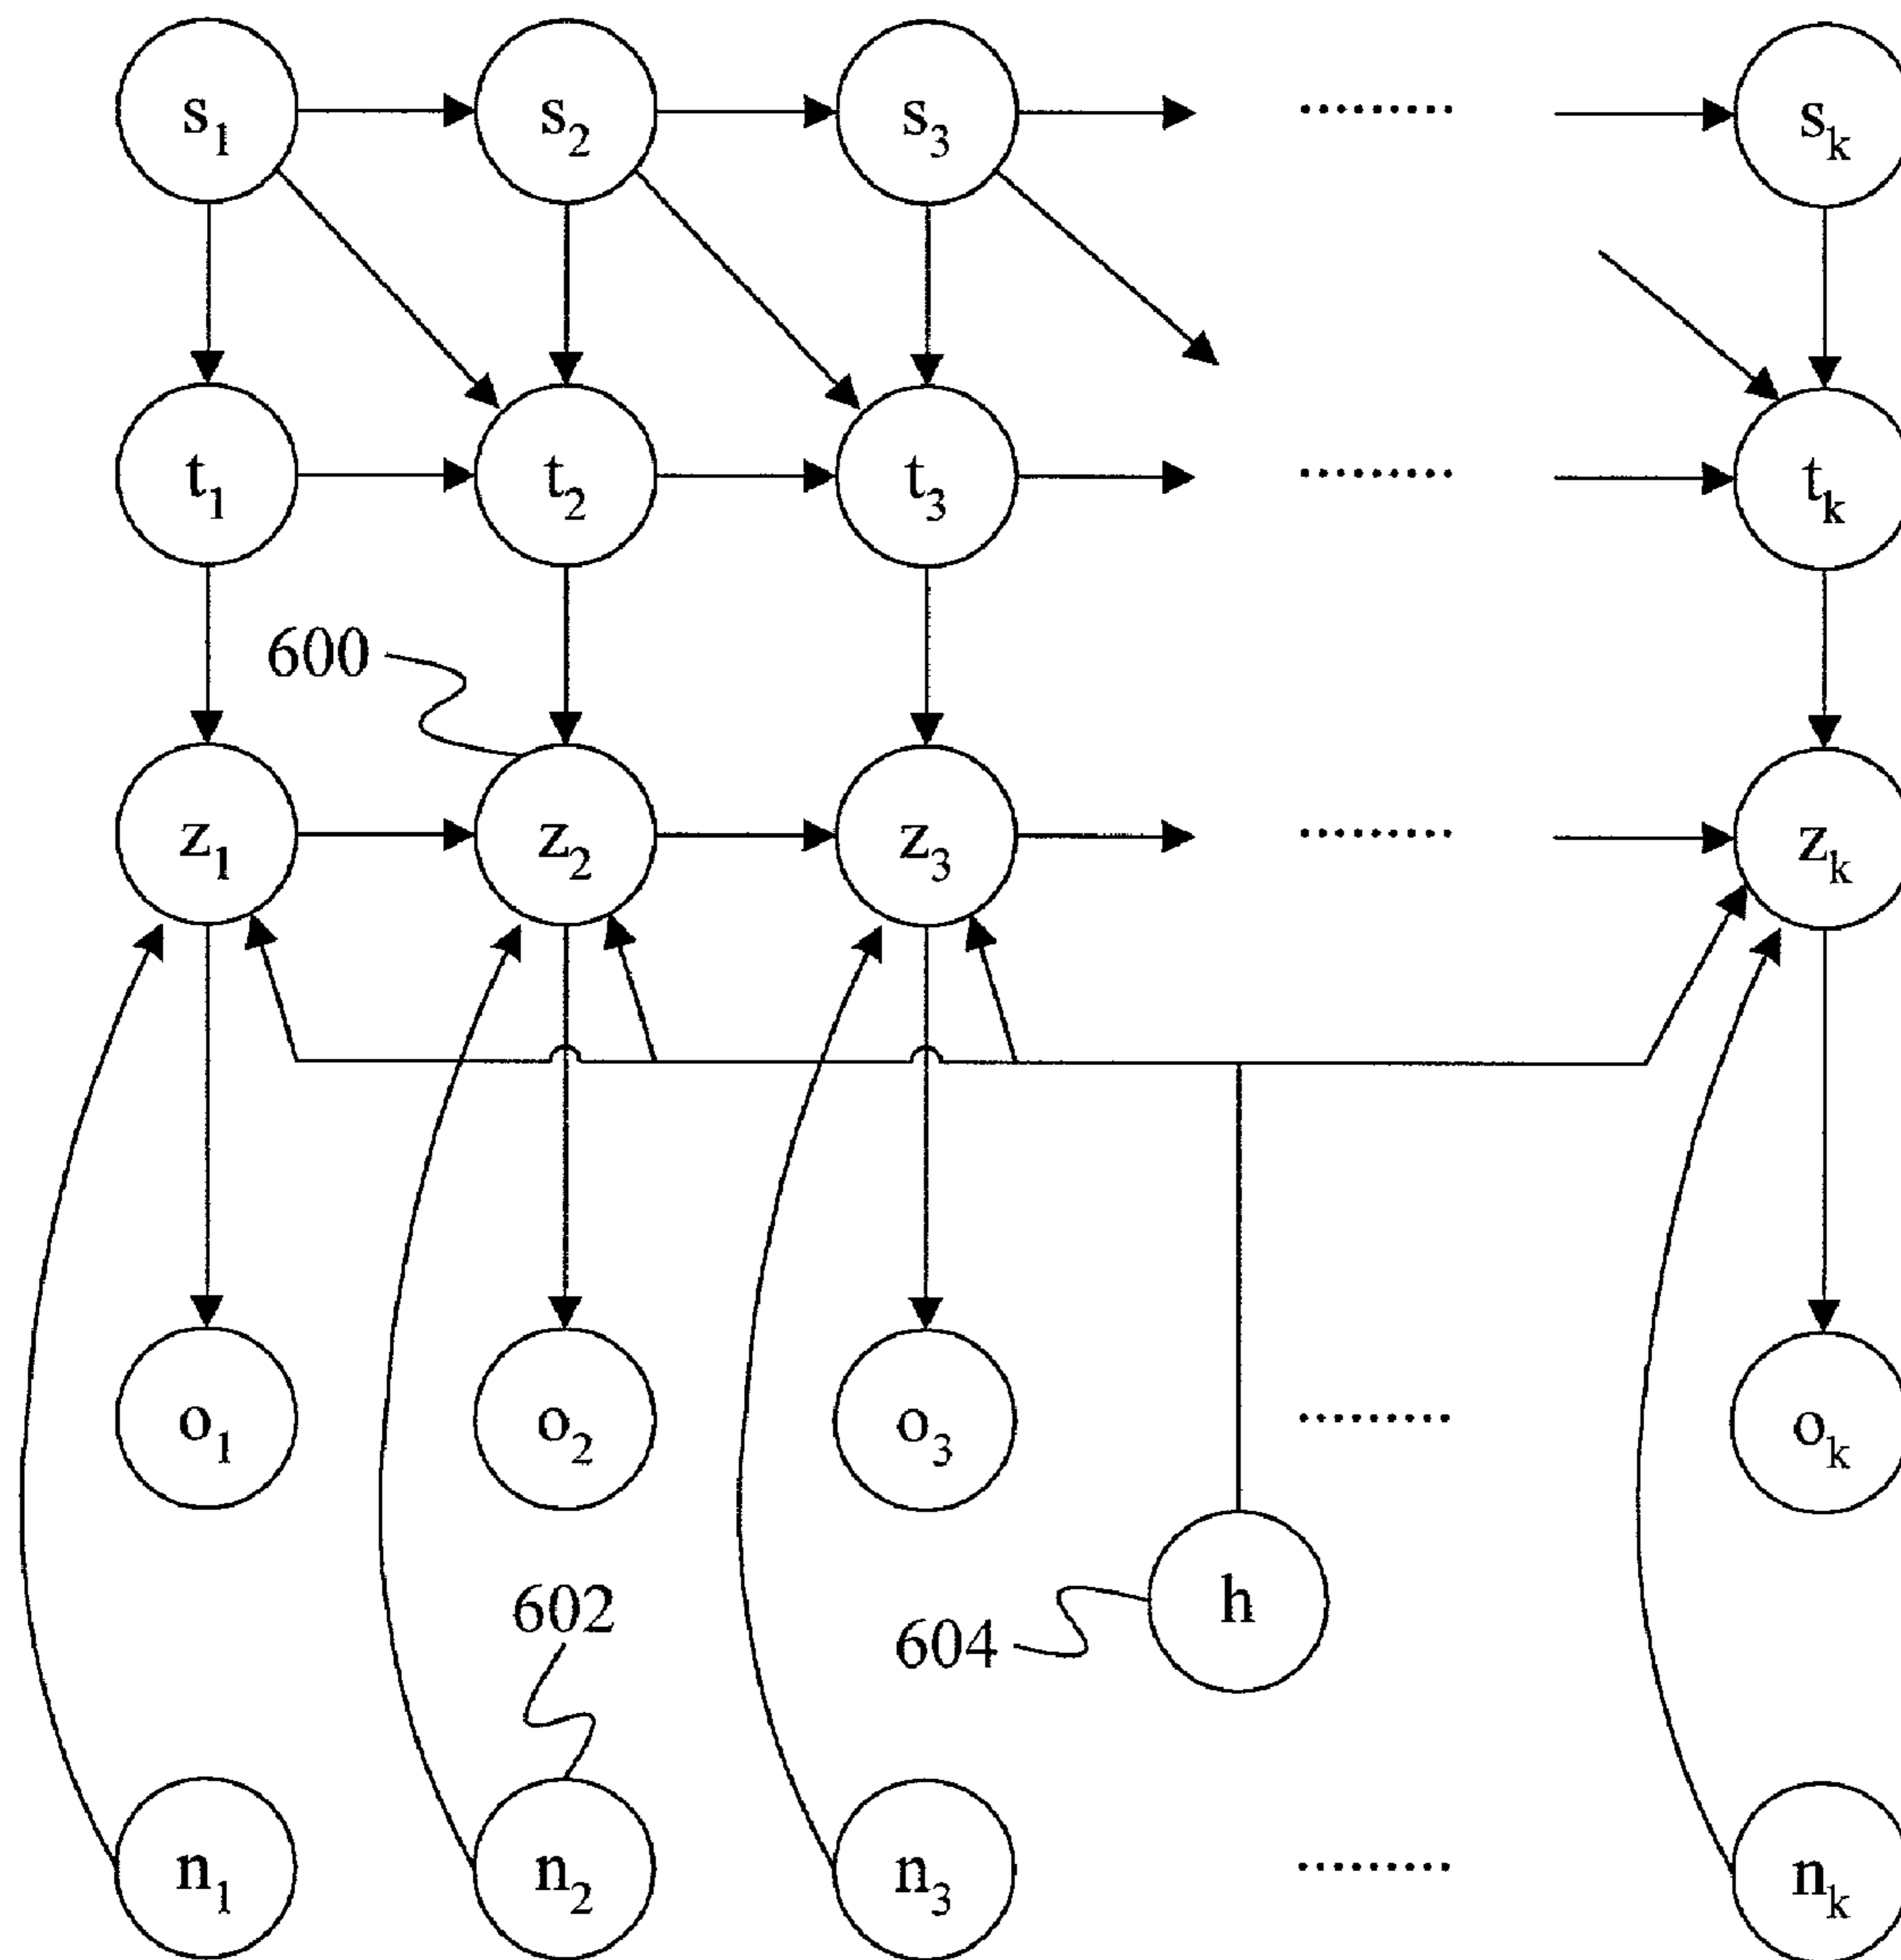 s₁ s₂ s₃ ......... sₖ
t₁ t₂ t₃ ......... tₖ
600
z₁ z₂ z₃ ......... zₖ
o₁ o₂ o₃ ......... oₖ
h
602
604
n₁ n₂ n₃ ......... nₖ